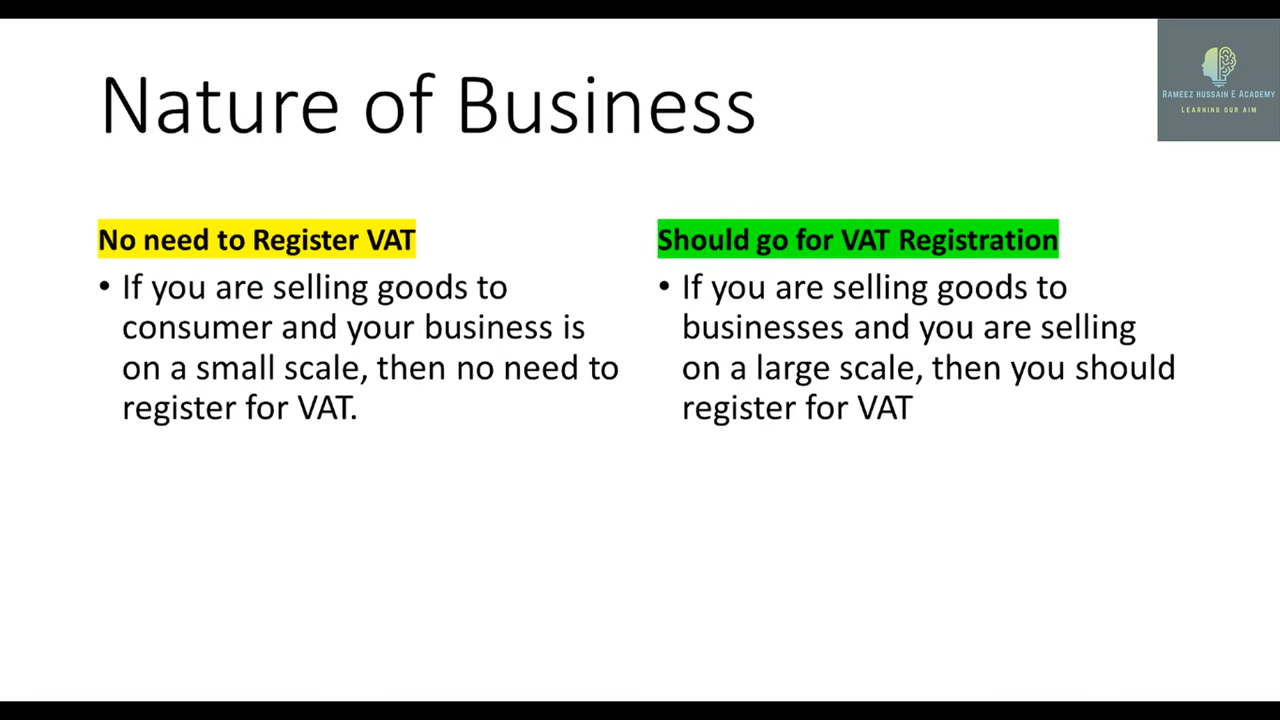 Nature of Business
RAMEEZ HUSSAIN E ACADEMY
LEARNING OUR AIM
No need to Register VAT
• If you are selling goods to
consumer and your business is
on a small scale, then no need to
register for VAT.
Should go for VAT Registration
• If you are selling goods to
businesses and you are selling
on a large scale, then you should
register for VAT